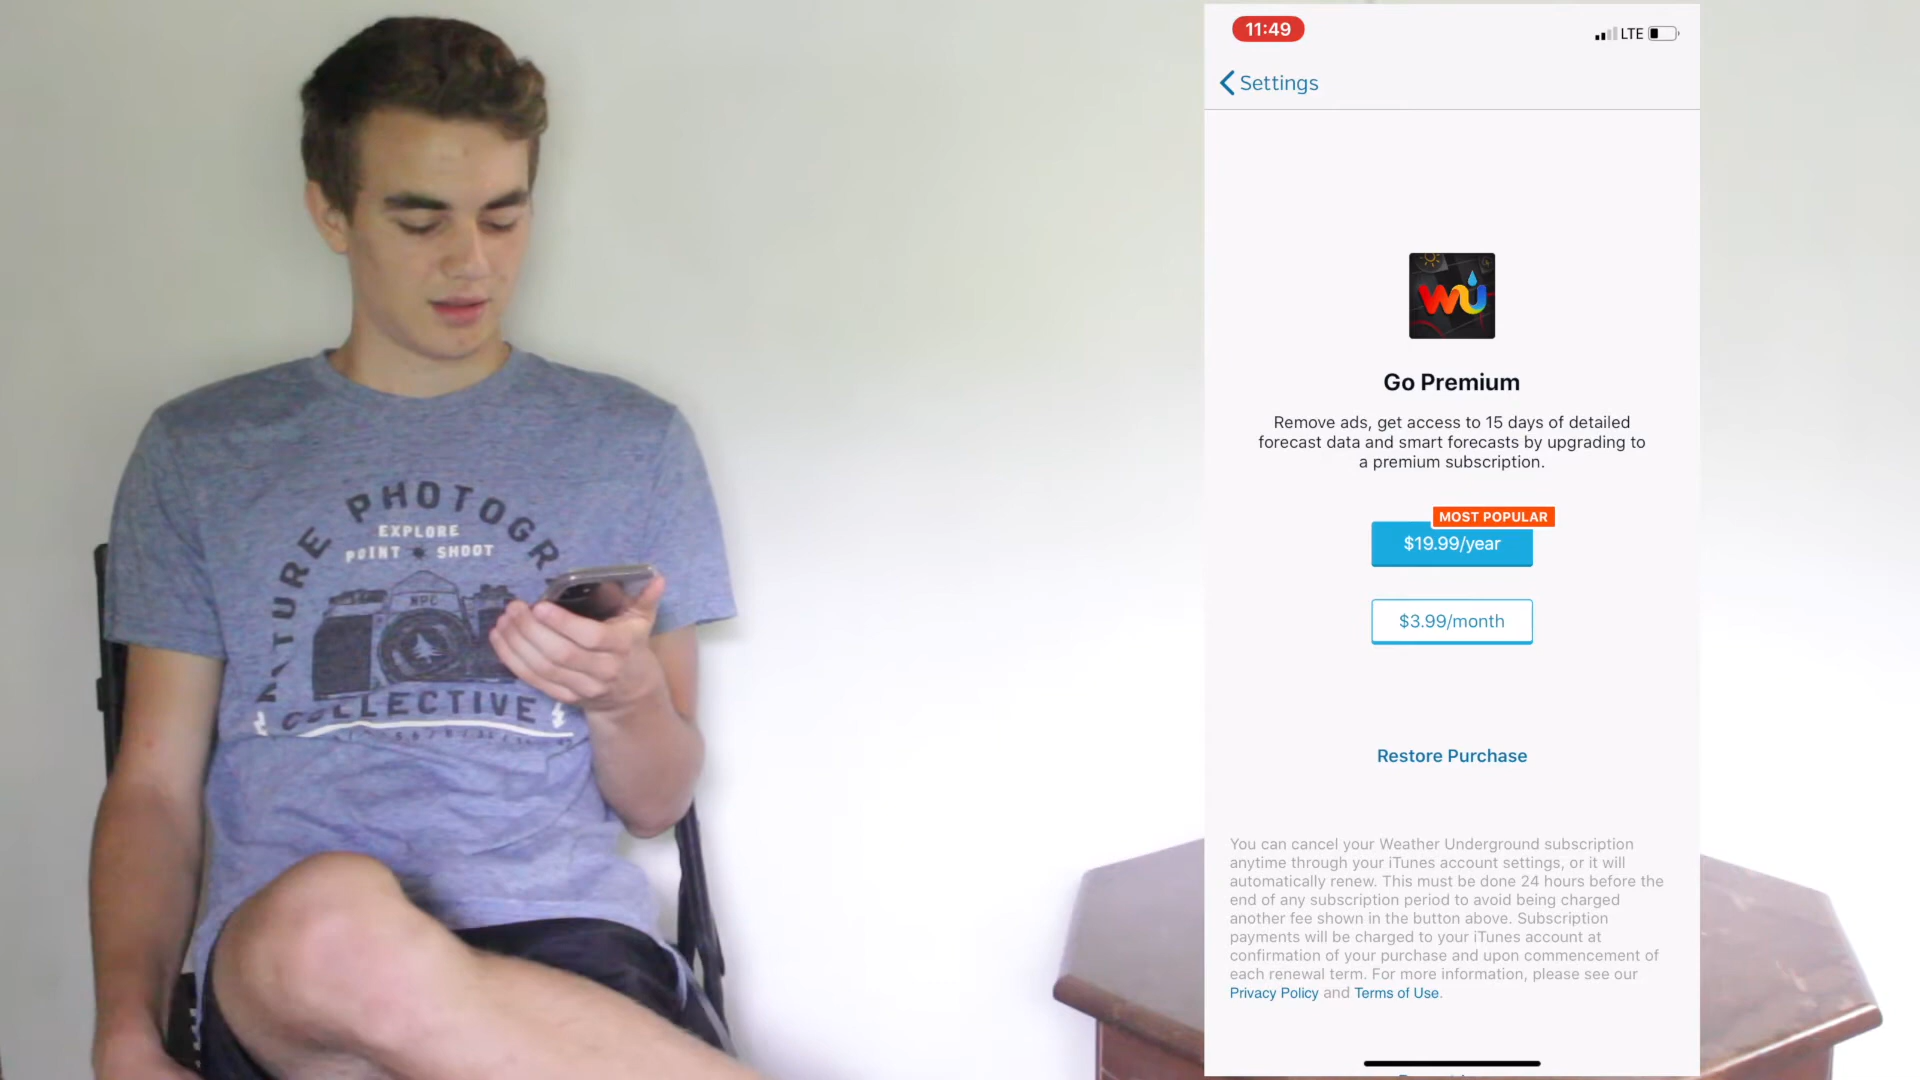 NATURE PHOTOGR
EXPLORE
POINT SHOOT
NPC
COLLECTIVE
11:49
LTE
Settings
WU
Go Premium
Remove ads, get access to 15 days of detailed
forecast data and smart forecasts by upgrading to
a premium subscription.
MOST POPULAR
$19.99/year
$3.99/month
Restore Purchase
You can cancel your Weather Underground subscription
anytime through your iTunes account settings, or it will
automatically renew. This must be done 24 hours before the
end of any subscription period to avoid being charged
another fee shown in the button above. Subscription
payments will be charged to your iTunes account at
confirmation of your purchase and upon commencement of
each renewal term. For more information, please see our
Privacy Policy and Terms of Use.